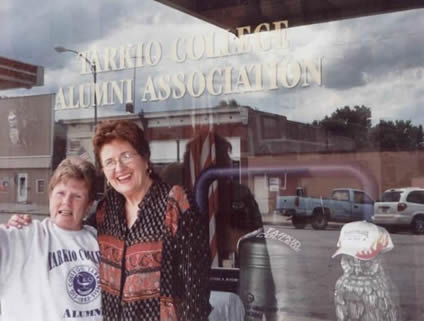 TARKIO COLLEGE
ALUMNI ASSOCIATION
TARKIO COLLEGE
ALUMNI